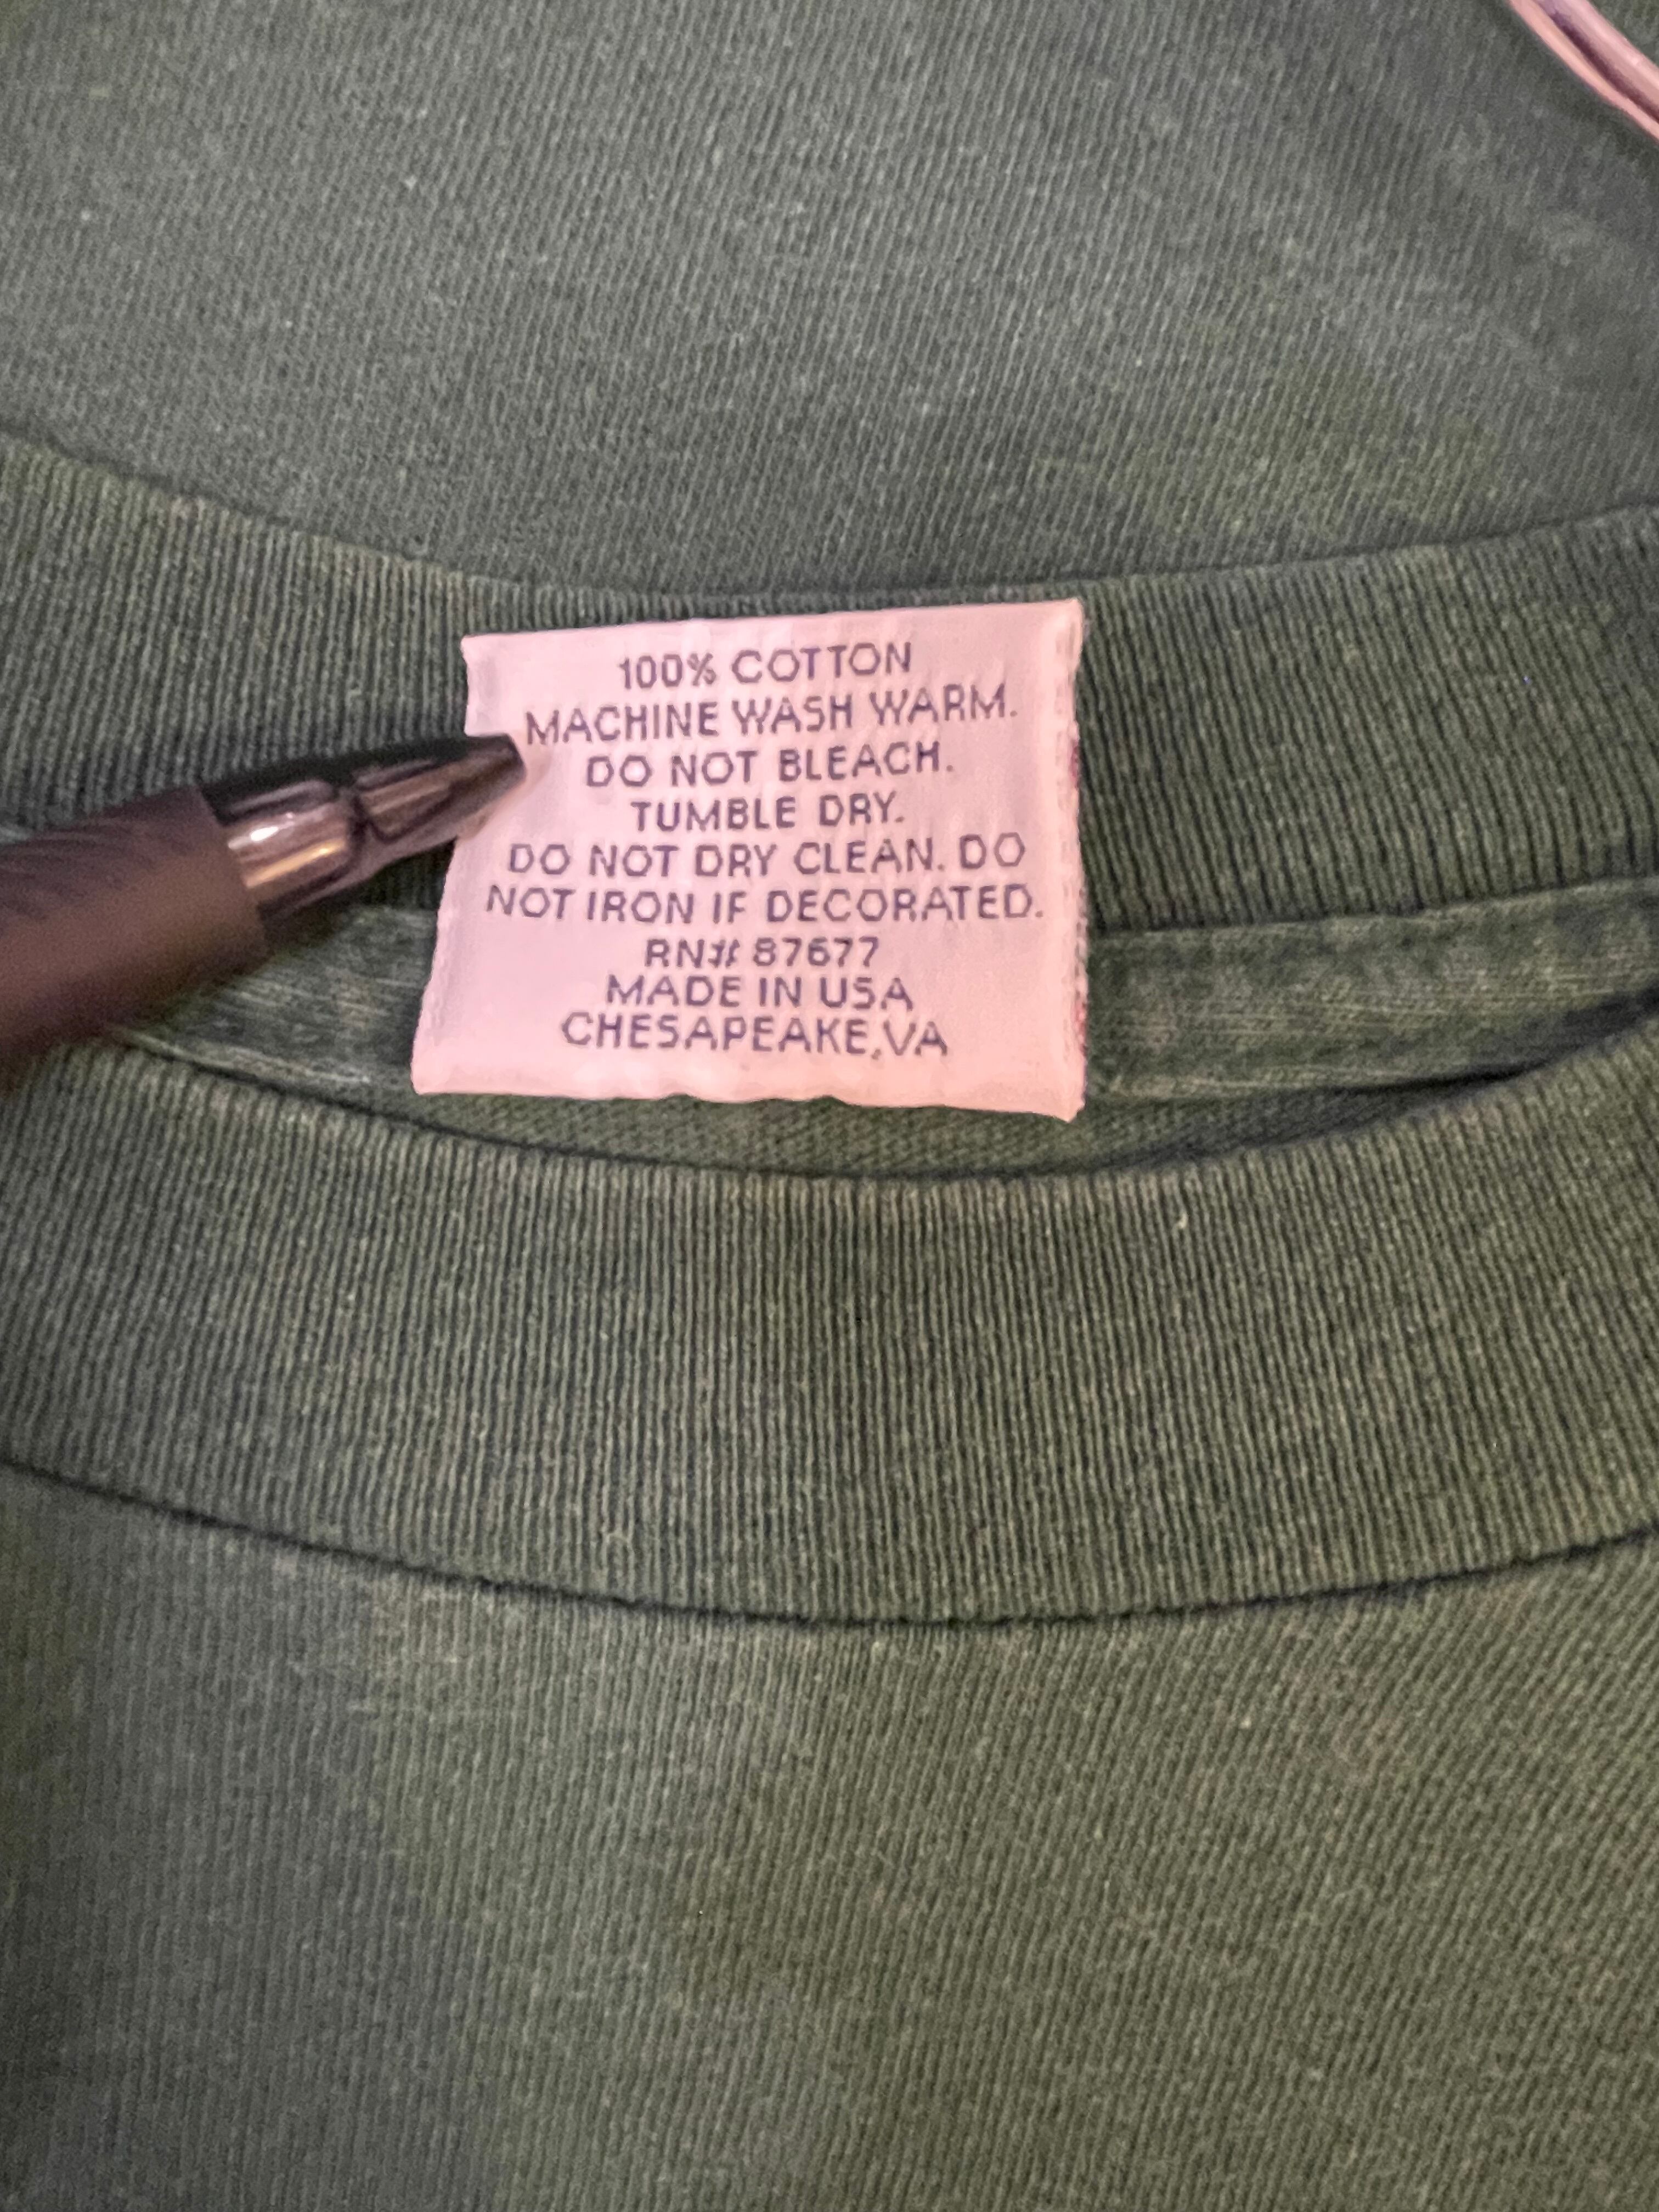 100% COTTON
MACHINE WASH WARM.
DO NOT BLEACH.
TUMBLE DRY.
DO NOT DRY CLEAN. DO
NOT IRON IF DECORATED.
RN# 87677
MADE IN USA
CHESAPEAKE,VA